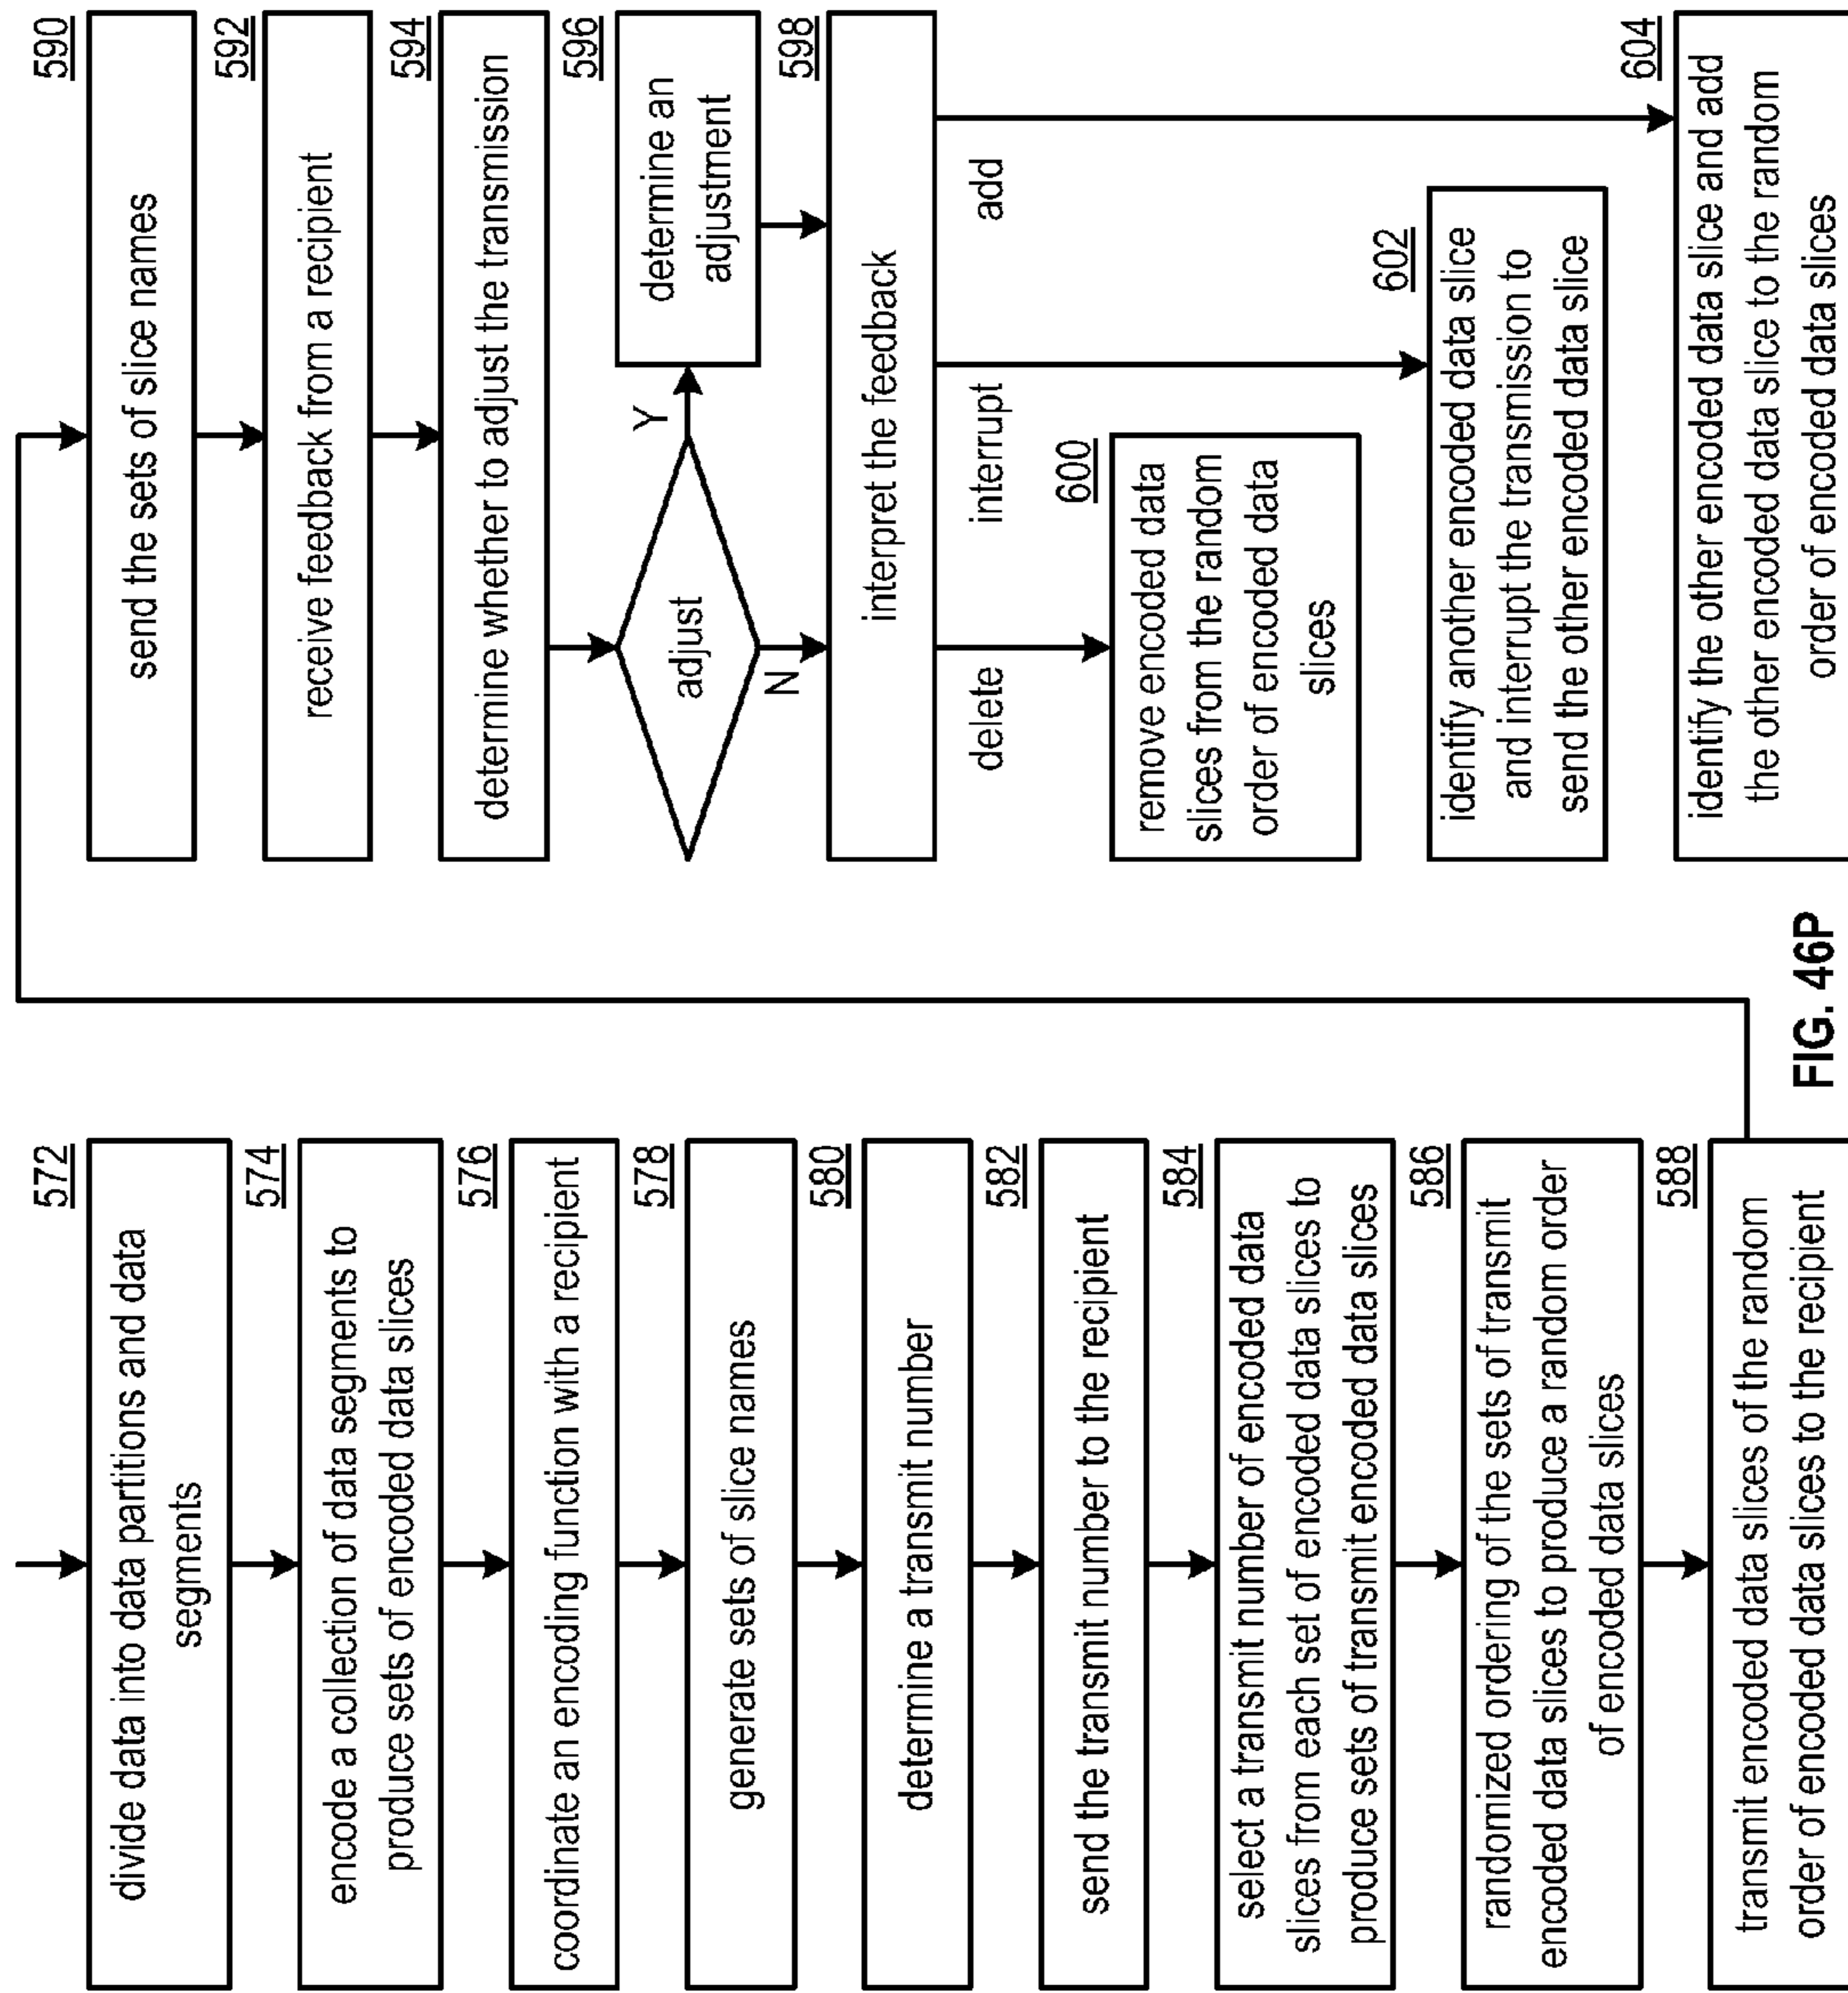 572
divide data into data partitions and data
segments
574
encode a collection of data segments to
produce sets of encoded data slices
576
coordinate an encoding function with a recipient
578
generate sets of slice names
580
determine a transmit number
582
send the transmit number to the recipient
584
select a transmit number of encoded data
slices from each set of encoded data slices to
produce sets of transmit encoded data slices
586
randomized ordering of the sets of transmit
encoded data slices to produce a random order
of encoded data slices
588
transmit encoded data slices of the random
order of encoded data slices to the recipient
590
send the sets of slice names
592
receive feedback from a recipient
594
determine whether to adjust the transmission
adjust
Y
N
596
determine an
adjustment
598
interpret the feedback
delete
interrupt
add
600
remove encoded data
slices from the random
order of encoded data
slices
602
identify another encoded data slice
and interrupt the transmission to
send the other encoded data slice
604
identify the other encoded data slice and add
the other encoded data slice to the random
order of encoded data slices
FIG. 46P